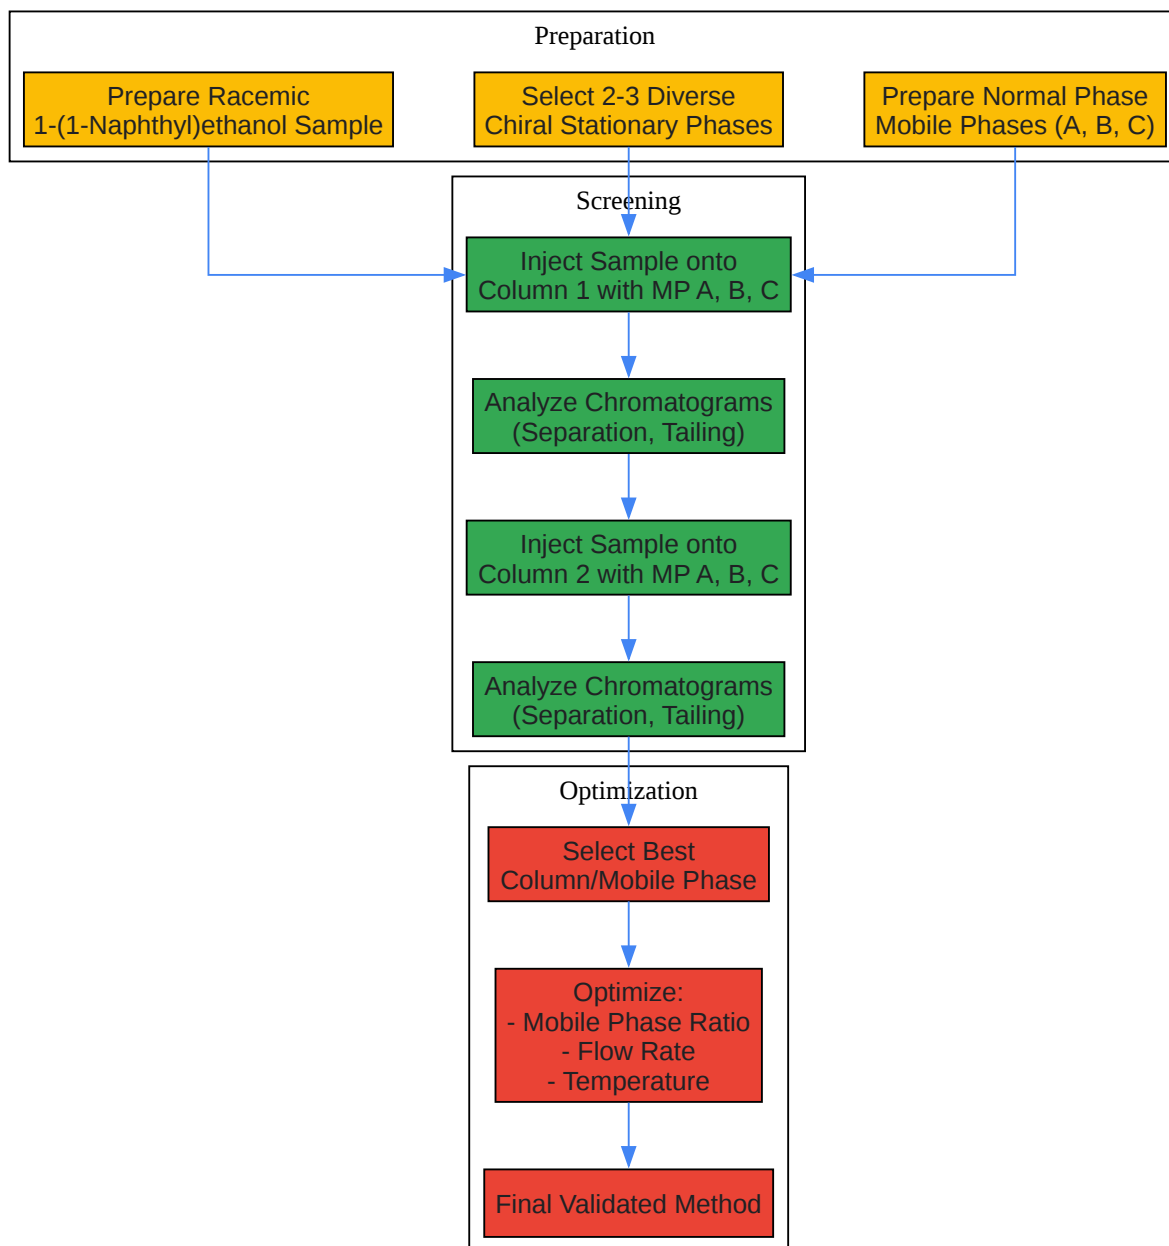 Preparation
Prepare Racemic
1-(1-Naphthyl)ethanol Sample
Select 2-3 Diverse
Chiral Stationary Phases
Prepare Normal Phase
Mobile Phases (A, B, C)
Screening
Inject Sample onto
Column 1 with MP A, B, C
Analyze Chromatograms
(Separation, Tailing)
Inject Sample onto
Column 2 with MP A, B, C
Analyze Chromatograms
(Separation, Tailing)
Optimization
Select Best
Column/Mobile Phase
Optimize:
- Mobile Phase Ratio
- Flow Rate
- Temperature
Final Validated Method